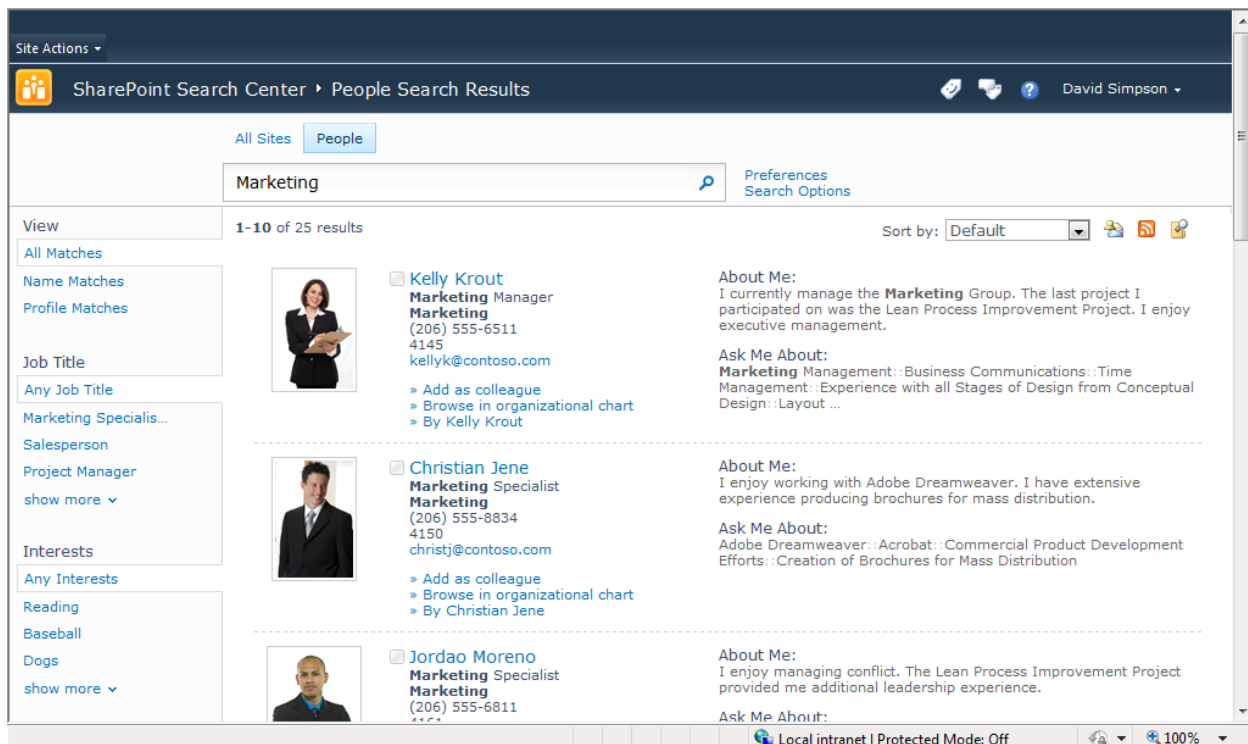 Site Actions
SharePoint Search Center ‣ People Search Results
David Simpson
All Sites
People
Marketing
Preferences
Search Options
View
All Matches
Name Matches
Profile Matches
Job Title
Any Job Title
Marketing Specialis...
Salesperson
Project Manager
show more
Interests
Any Interests
Reading
Baseball
Dogs
show more
1-10 of 25 results
Sort by: Default
Kelly Krout
Marketing Manager
Marketing
(206) 555-6511
4145
kellyk@contoso.com
» Add as colleague
» Browse in organizational chart
» By Kelly Krout
About Me:
I currently manage the Marketing Group. The last project I
participated on was the Lean Process Improvement Project. I enjoy
executive management.
Ask Me About:
Marketing Management::Business Communications::Time
Management::Experience with all Stages of Design from Conceptual
Design::Layout ...
Christian Jene
Marketing Specialist
Marketing
(206) 555-8834
4150
christj@contoso.com
» Add as colleague
» Browse in organizational chart
» By Christian Jene
About Me:
I enjoy working with Adobe Dreamweaver. I have extensive
experience producing brochures for mass distribution.
Ask Me About:
Adobe Dreamweaver::Acrobat::Commercial Product Development
Efforts::Creation of Brochures for Mass Distribution
Jordao Moreno
Marketing Specialist
Marketing
(206) 555-6811
About Me:
I enjoy managing conflict. The Lean Process Improvement Project
provided me additional leadership experience.
Ask Me About:
Local intranet | Protected Mode: Off
100%